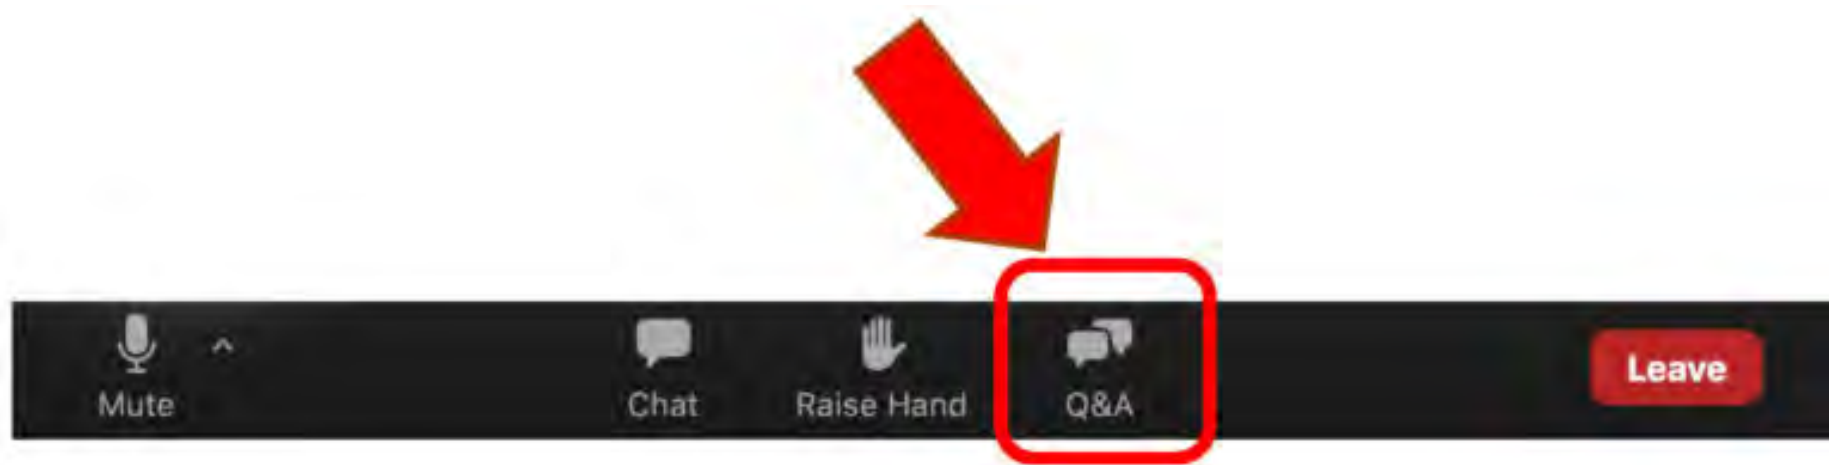 Mute
Chat
Raise Hand
Q&A
Leave